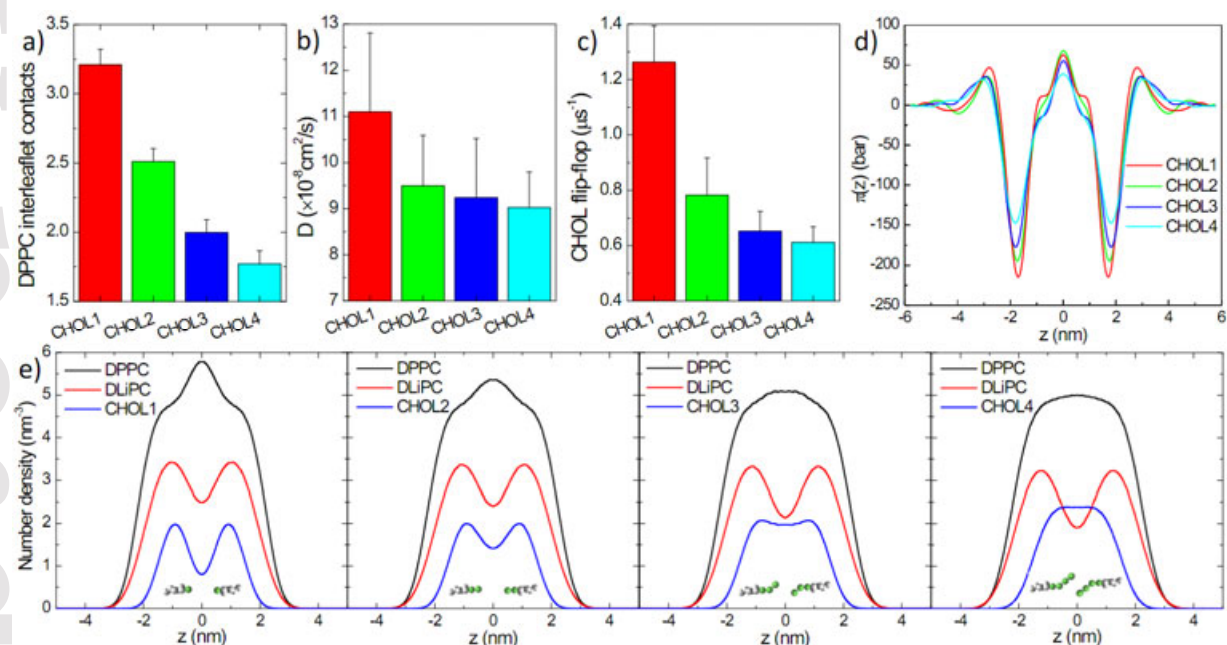 a)
3.5
3.0
2.5
2.0
1.5
DPPC interleaflet contacts
CHOL1
CHOL2
CHOL3
CHOL4
b)
13
12
11
10
9
8
7
D (×10⁻⁸cm²/s)
CHOL1
CHOL2
CHOL3
CHOL4
c)
1.4
1.2
1.0
0.8
0.6
0.4
CHOL flip-flop (μs⁻¹)
CHOL1
CHOL2
CHOL3
CHOL4
d)
100
50
0
-50
-100
-150
-200
-250
π(z) (bar)
CHOL1
CHOL2
CHOL3
CHOL4
-6 -4 -2 0 2 4 6
z (nm)
e)
6
5
4
3
2
1
0
Number density (nm⁻³)
DPPC
DLiPC
CHOL1
-4 -2 0 2 4
z (nm)
DPPC
DLiPC
CHOL2
-4 -2 0 2 4
z (nm)
DPPC
DLiPC
CHOL3
-4 -2 0 2 4
z (nm)
DPPC
DLiPC
CHOL4
-4 -2 0 2 4
z (nm)